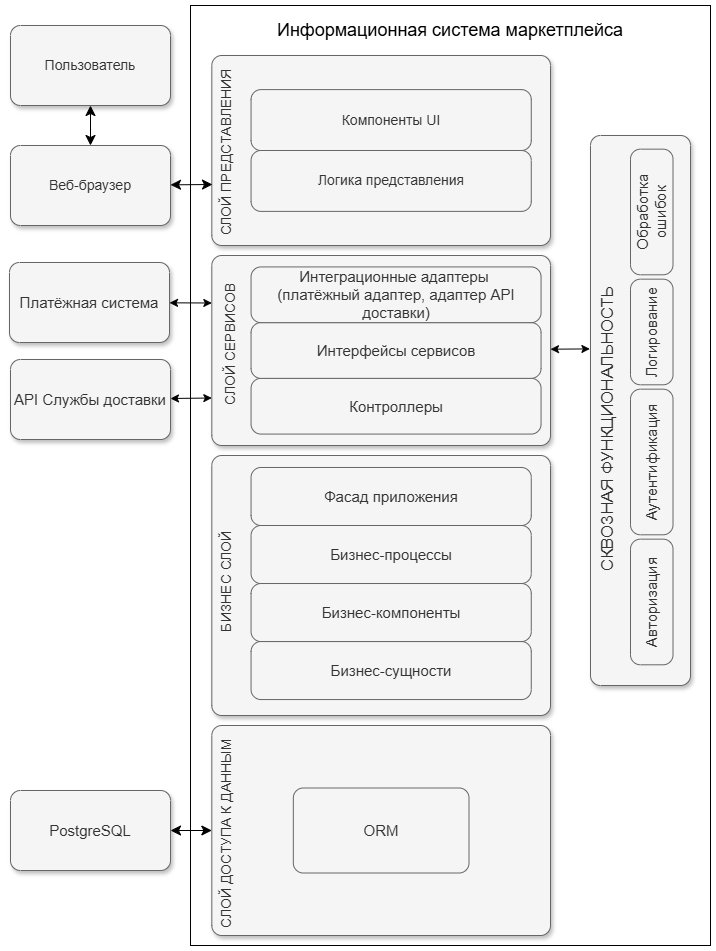 Информационная система маркетплейса
Пользователь
Веб-браузер
СЛОЙ ПРЕДСТАВЛЕНИЯ
Компоненты UI
Логика представления
Платёжная система
API Службы доставки
СЛОЙ СЕРВИСОВ
Интеграционные адаптеры
(платёжный адаптер, адаптер API
доставки)
Интерфейсы сервисов
Контроллеры
БИЗНЕС СЛОЙ
Фасад приложения
Бизнес-процессы
Бизнес-компоненты
Бизнес-сущности
PostgreSQL
СЛОЙ ДОСТУПА К ДАННЫМ
ORM
СКВОЗНАЯ ФУНКЦИОНАЛЬНОСТЬ
Обработка
ошибок
Логирование
Аутентификация
Авторизация